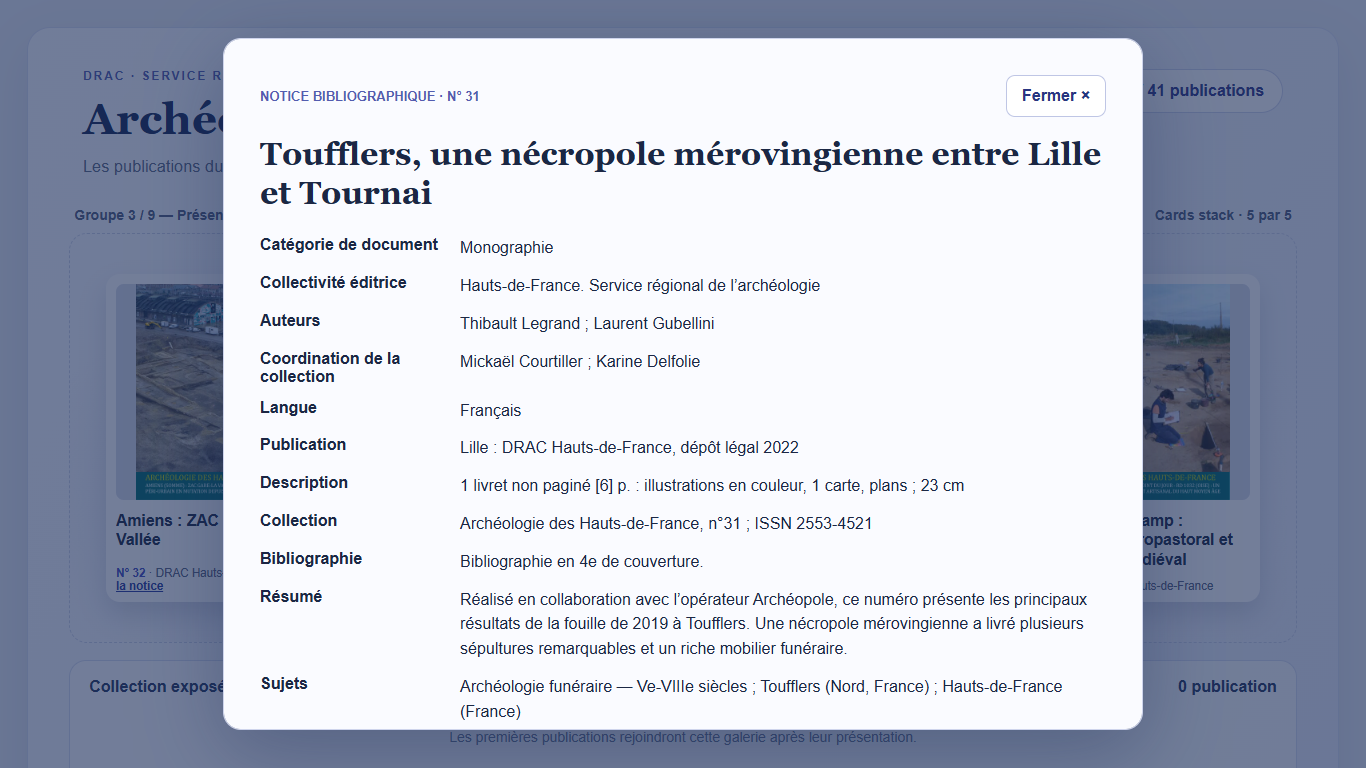 DRAC · SERVICE R
41 publications
Arché
Les publications du
Groupe 3 / 9 — Présen
Cards stack · 5 par 5
NOTICE BIBLIOGRAPHIQUE · N° 31
Fermer ×
Toufflers, une nécropole mérovingienne entre Lille
et Tournai
Catégorie de document Monographie
Collectivité éditrice Hauts-de-France. Service régional de l’archéologie
Auteurs Thibault Legrand ; Laurent Gubellini
Coordination de la
collection Mickaël Courtiller ; Karine Delfolie
Langue Français
Publication Lille : DRAC Hauts-de-France, dépôt légal 2022
Description 1 livret non paginé [6] p. : illustrations en couleur, 1 carte, plans ; 23 cm
Collection Archéologie des Hauts-de-France, n°31 ; ISSN 2553-4521
Bibliographie Bibliographie en 4e de couverture.
Résumé Réalisé en collaboration avec l’opérateur Archéopole, ce numéro présente les principaux
résultats de la fouille de 2019 à Toufflers. Une nécropole mérovingienne a livré plusieurs
sépultures remarquables et un riche mobilier funéraire.
Sujets Archéologie funéraire — Ve-VIIIe siècles ; Toufflers (Nord, France) ; Hauts-de-France
(France)
ARCHÉOLOGIE DES HA
Amiens : ZAC
Vallée
N° 32 · DRAC Hauts-
la notice
HAUTS-DE-FRANCE
amp :
ropastoral et
diéval
uts-de-France
Collection exposé
0 publication
Les premières publications rejoindront cette galerie après leur présentation.